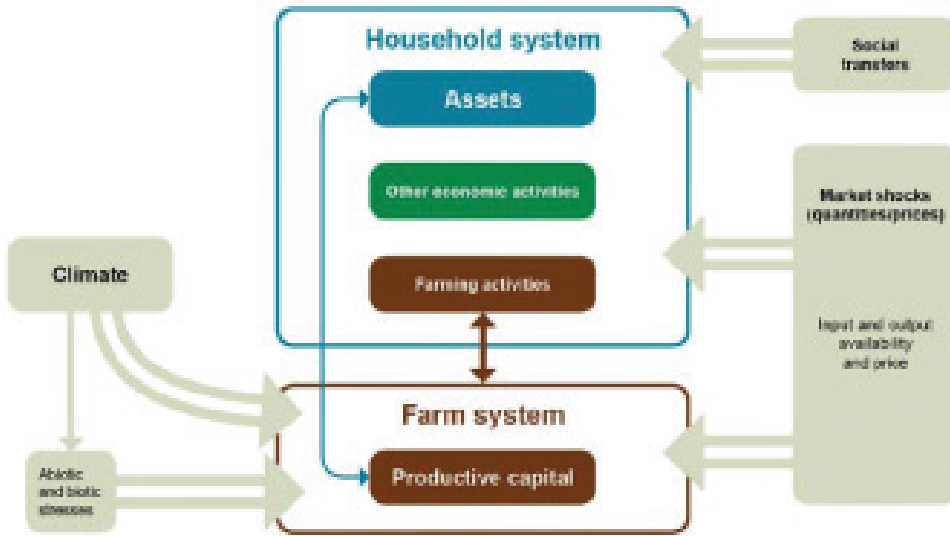 Household system
Assets
Other economic activities
Farming activities
Farm system
Productive capital
Climate
Abiotic
and biotic
stresses
Social
transfers
Market shocks
(quantities/prices)
Input and output
availability
and price